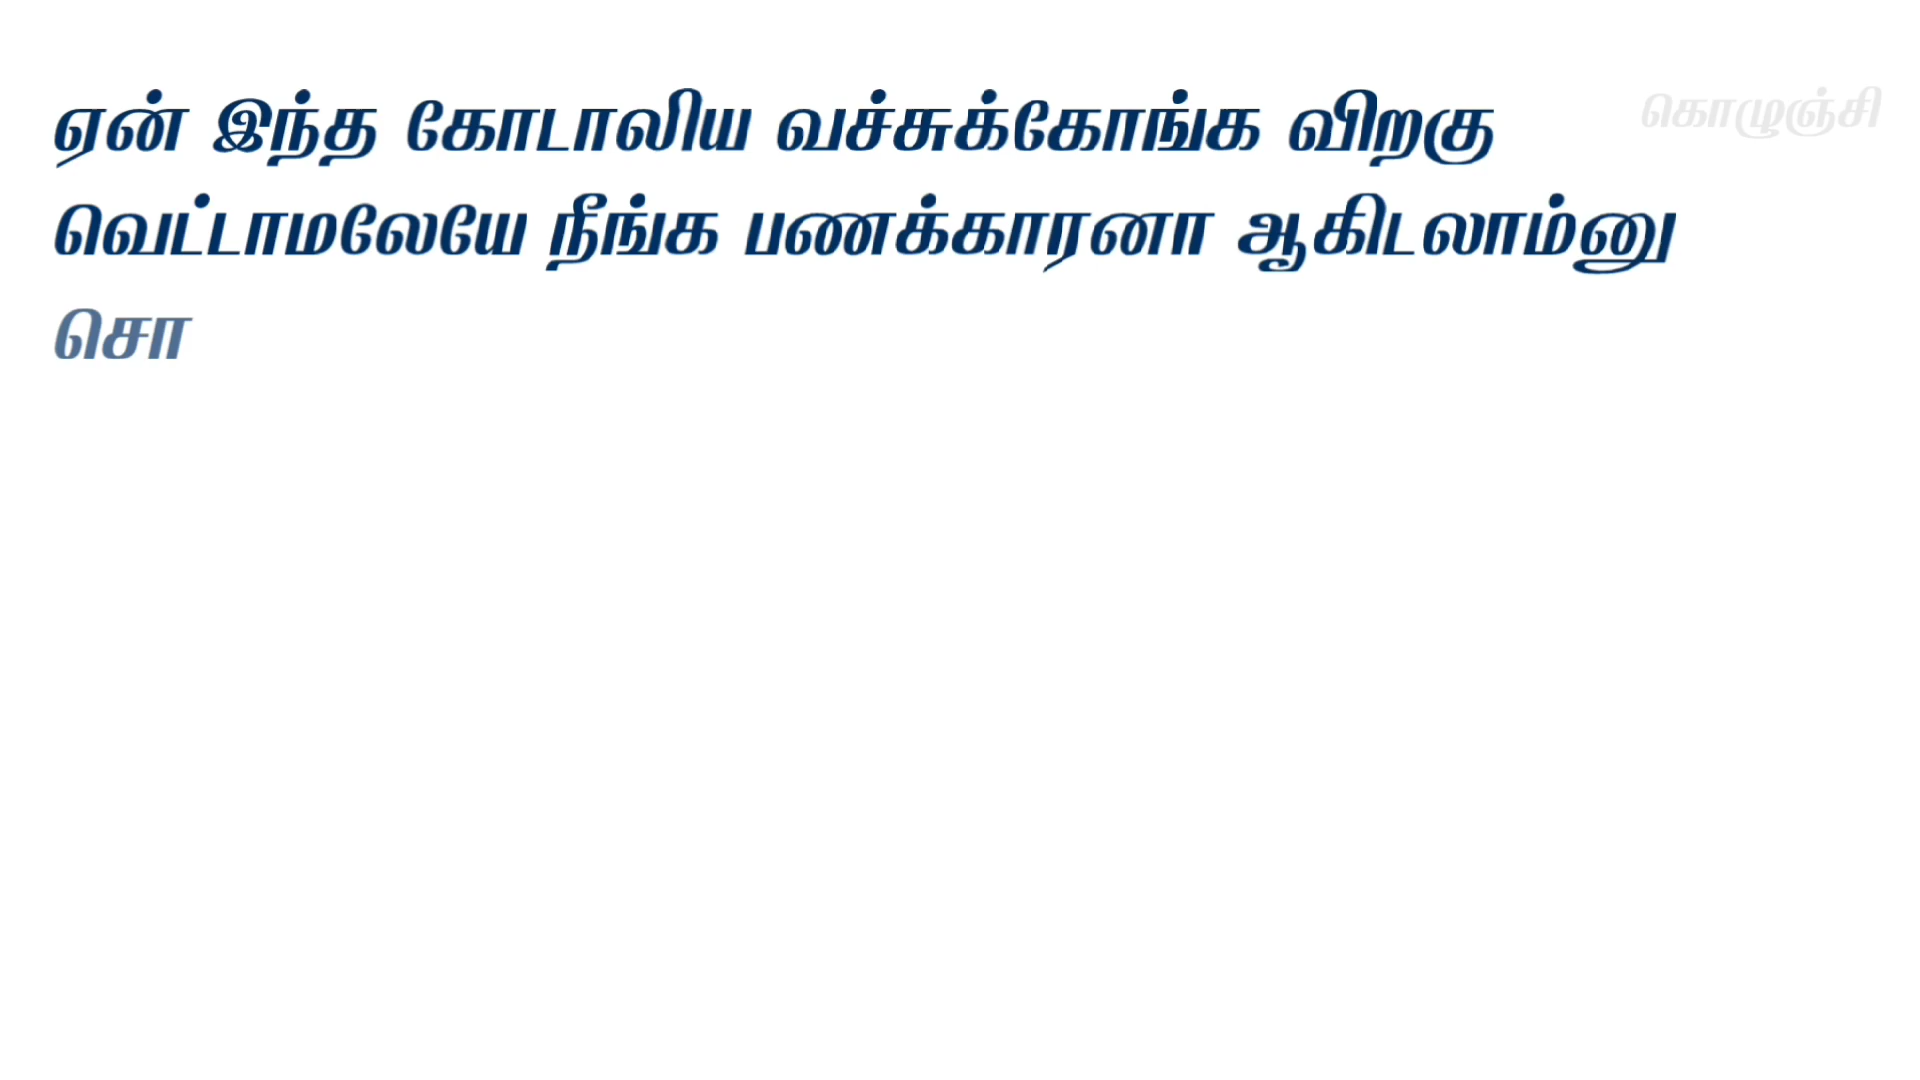 ஏன் இந்த கோடாலிய வச்சுக்கோங்க விறகு
கொழுஞ்சி
வெட்டாமலேயே நீங்க பணக்காரனா ஆகிடலாம்னு
சொ